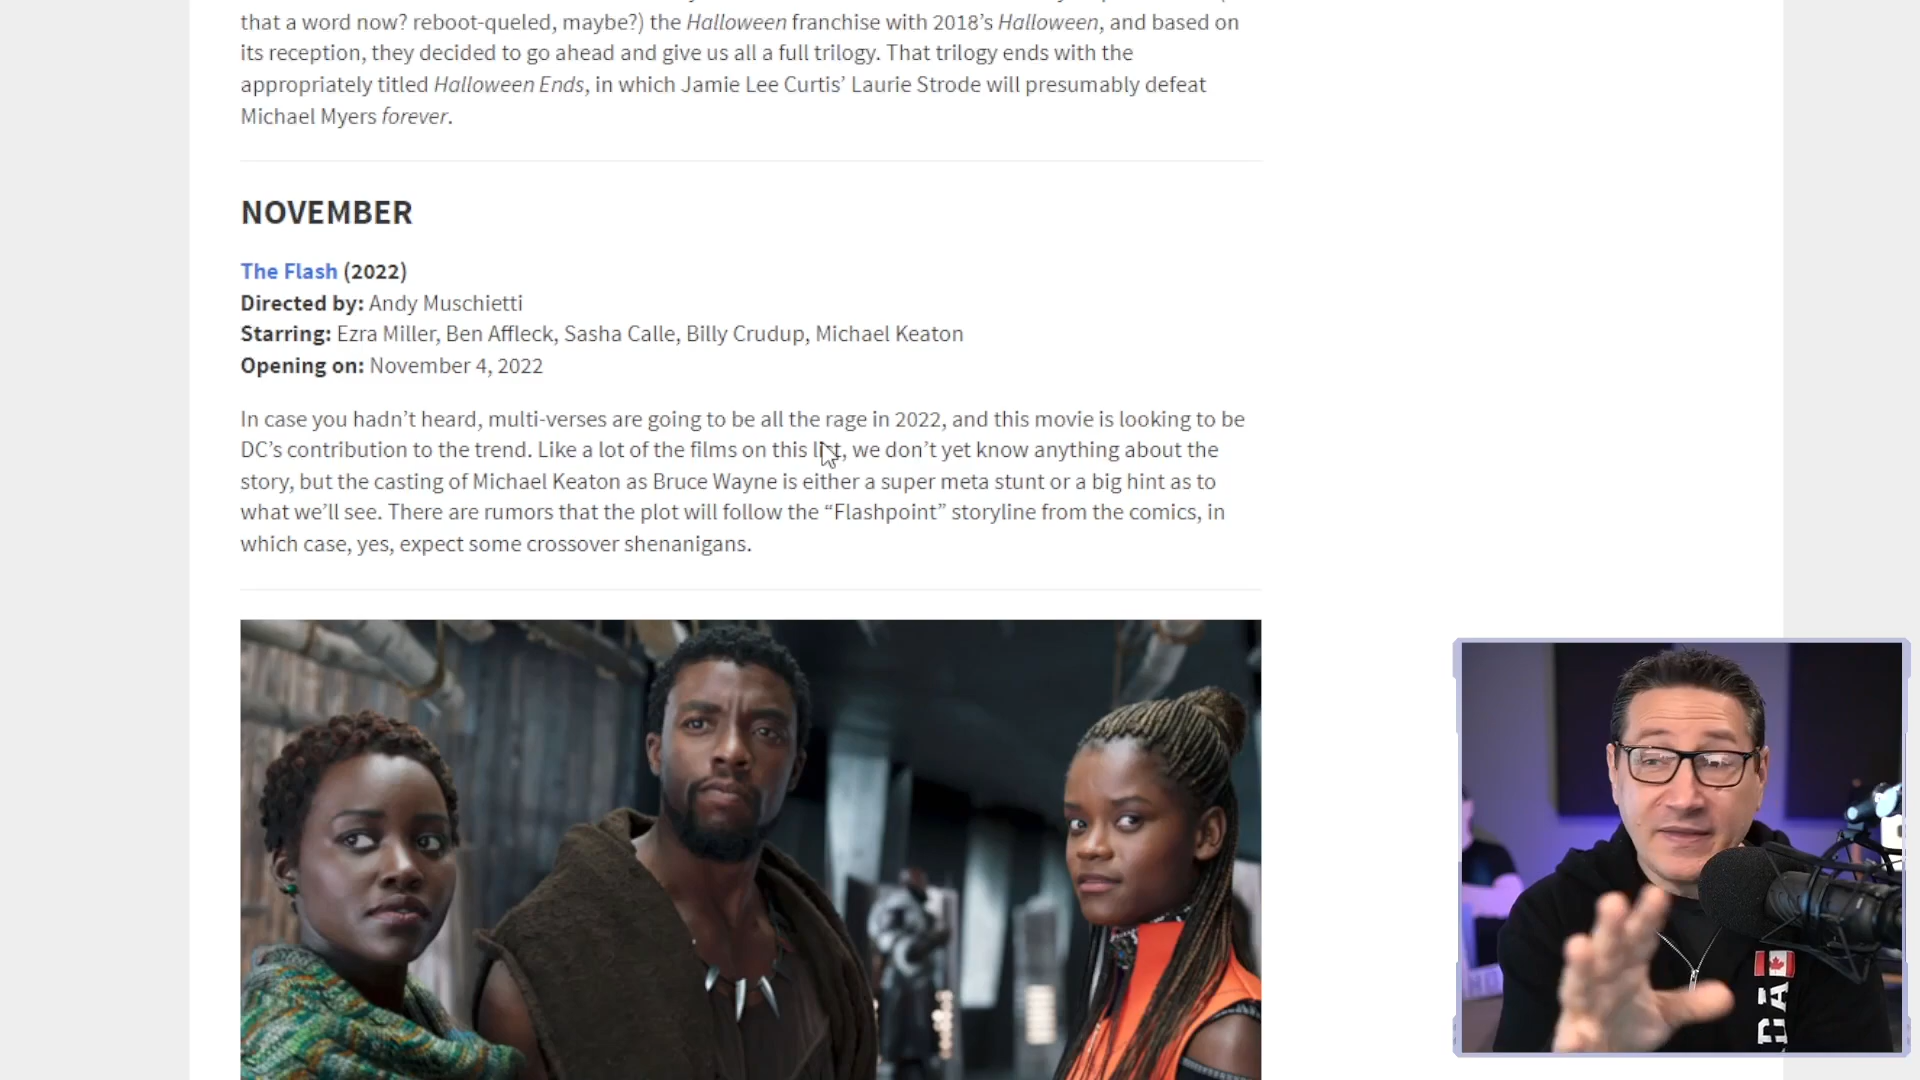 that a word now? reboot-queled, maybe?) the Halloween franchise with 2018’s Halloween, and based on
its reception, they decided to go ahead and give us all a full trilogy. That trilogy ends with the
appropriately titled Halloween Ends, in which Jamie Lee Curtis’ Laurie Strode will presumably defeat
Michael Myers forever.
NOVEMBER
The Flash (2022)
Directed by: Andy Muschietti
Starring: Ezra Miller, Ben Affleck, Sasha Calle, Billy Crudup, Michael Keaton
Opening on: November 4, 2022
In case you hadn’t heard, multi-verses are going to be all the rage in 2022, and this movie is looking to be
DC’s contribution to the trend. Like a lot of the films on this list, we don’t yet know anything about the
story, but the casting of Michael Keaton as Bruce Wayne is either a super meta stunt or a big hint as to
what we’ll see. There are rumors that the plot will follow the “Flashpoint” storyline from the comics, in
which case, yes, expect some crossover shenanigans.